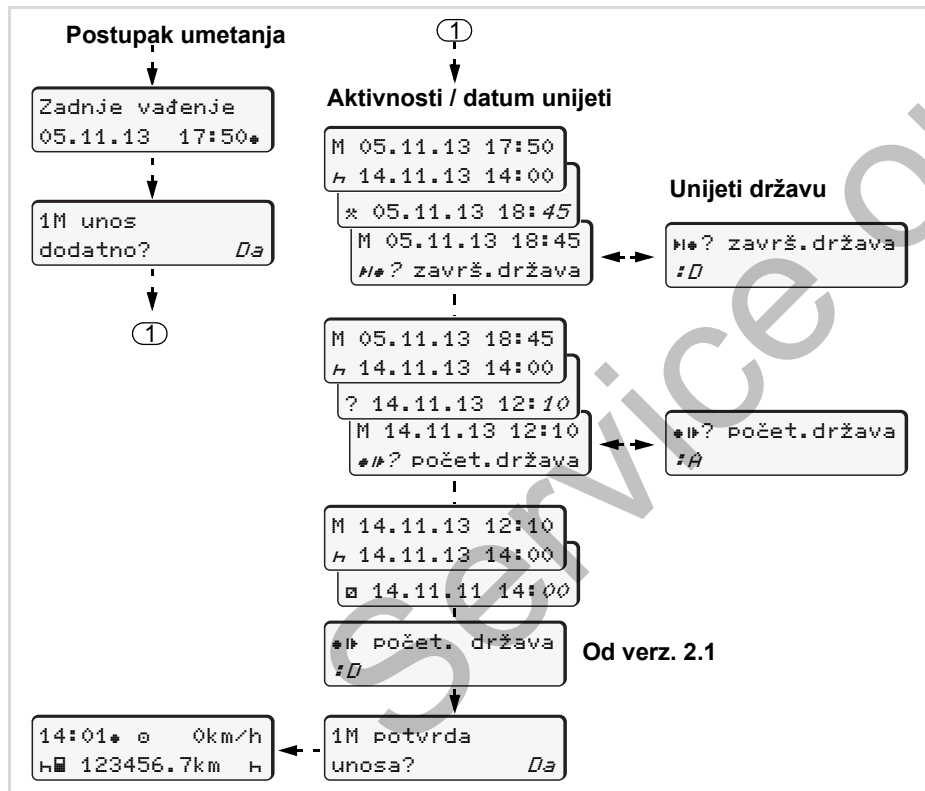 Postupak umetanja
Zadnje vađenje
05.11.13 17:50
1M unos
dodatno? Da
1
1
Aktivnosti / datum unijeti
M 05.11.13 17:50
14.11.13 14:00
05.11.13 18:45
M 05.11.13 18:45
? završ.država
Unijeti državu
? završ.država
:D
M 05.11.13 18:45
14.11.13 14:00
? 14.11.13 12:10
M 14.11.13 12:10
? počet.država
? počet.država
:A
M 14.11.13 12:10
14.11.13 14:00
14.11.11 14:00
počet. država
:D
Od verz. 2.1
1M potvrda
unosa? Da
14:01 0km/h
123456.7km
Service